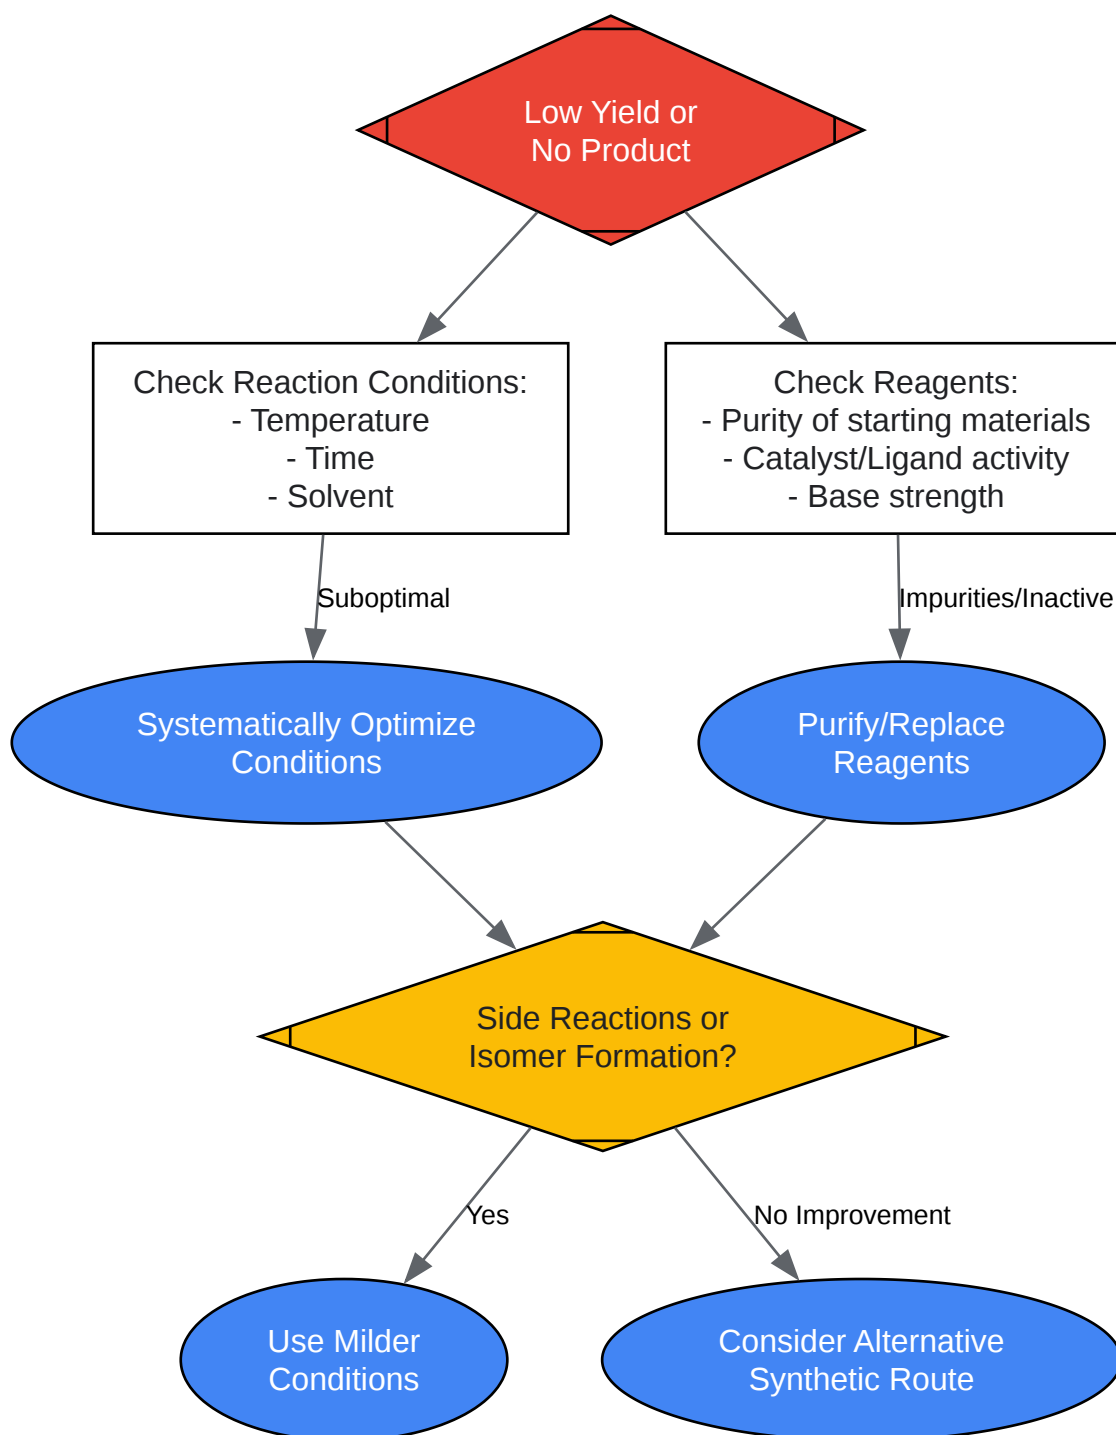 Low Yield or
No Product
Check Reaction Conditions:
- Temperature
- Time
- Solvent
Check Reagents:
- Purity of starting materials
- Catalyst/Ligand activity
- Base strength
Suboptimal
Impurities/Inactive
Systematically Optimize
Conditions
Purify/Replace
Reagents
Side Reactions or
Isomer Formation?
Yes
No Improvement
Use Milder
Conditions
Consider Alternative
Synthetic Route